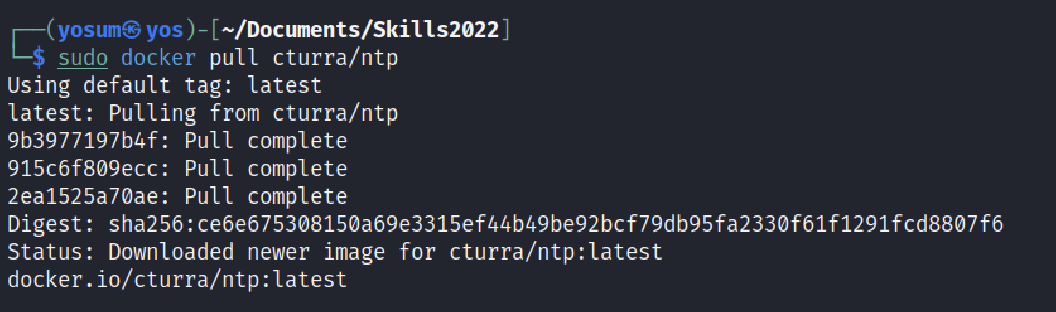 ┌──(yosum㉿yos)-[~/Documents/Skills2022]
└─$ sudo docker pull cturra/ntp
Using default tag: latest
latest: Pulling from cturra/ntp
9b3977197b4f: Pull complete
915c6f809ecc: Pull complete
2ea1525a70ae: Pull complete
Digest: sha256:ce6e675308150a69e3315ef44b49be92bcf79db95fa2330f61f1291fcd8807f6
Status: Downloaded newer image for cturra/ntp:latest
docker.io/cturra/ntp:latest